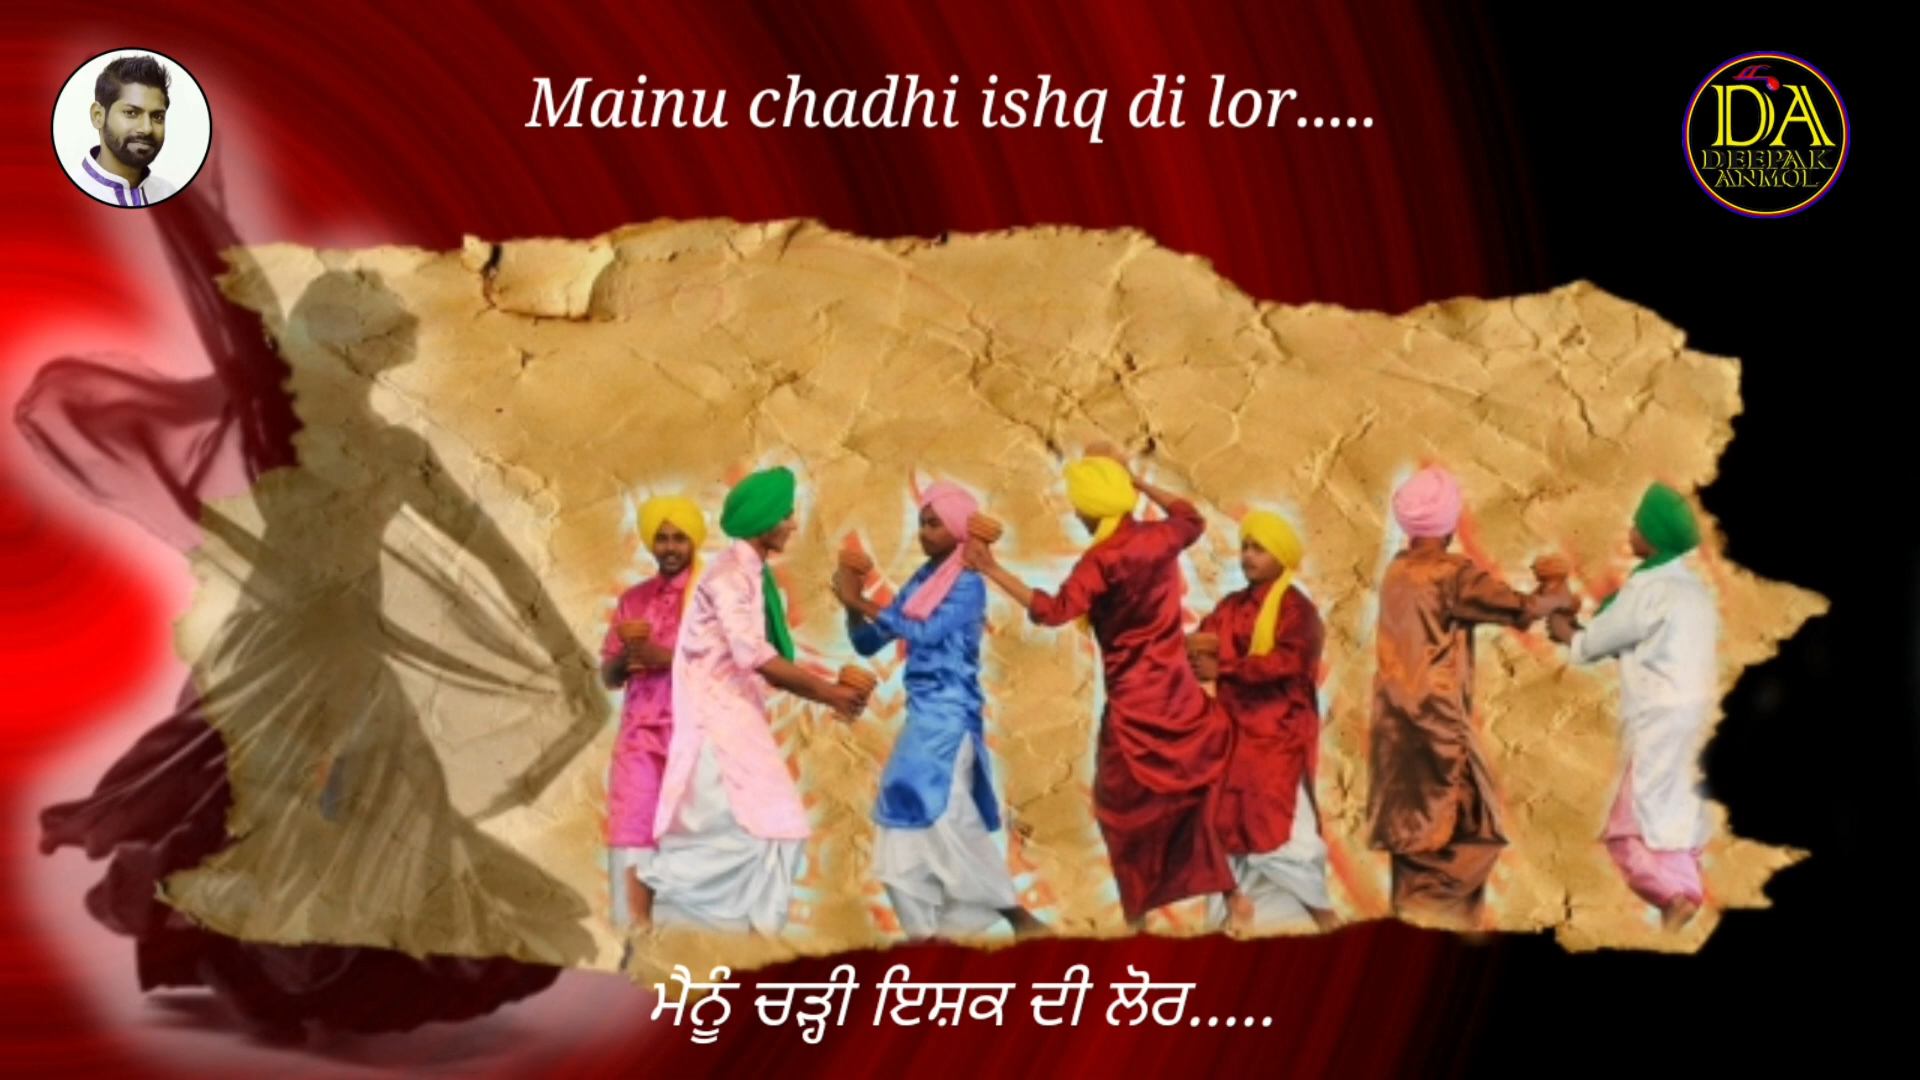 Mainu chadhi ishq di lor.....
DA
DEEPAK
ANMOL
ਮੈਨੂੰ ਚੜ੍ਹੀ ਇਸ਼ਕ ਦੀ ਲੋਰ.....